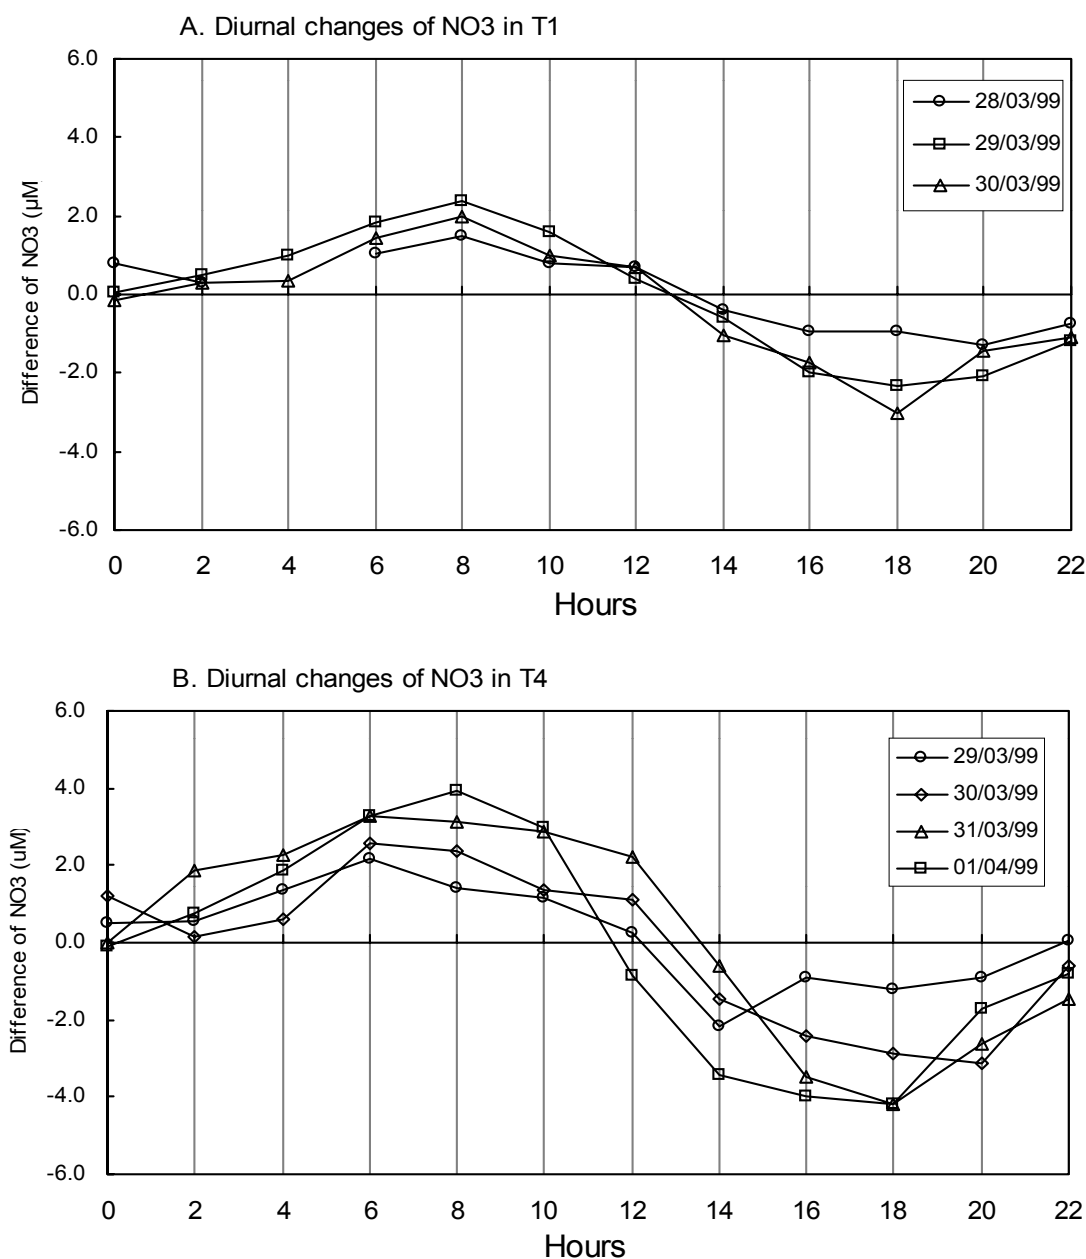 A. Diurnal changes of NO3 in T1
6.0
4.0
2.0
0.0
-2.0
-4.0
-6.0
Difference of NO3 (µM)
28/03/99
29/03/99
30/03/99
0 2 4 6 8 10 12 14 16 18 20 22
Hours
B. Diurnal changes of NO3 in T4
6.0
4.0
2.0
0.0
-2.0
-4.0
-6.0
Difference of NO3 (uM)
29/03/99
30/03/99
31/03/99
01/04/99
0 2 4 6 8 10 12 14 16 18 20 22
Hours